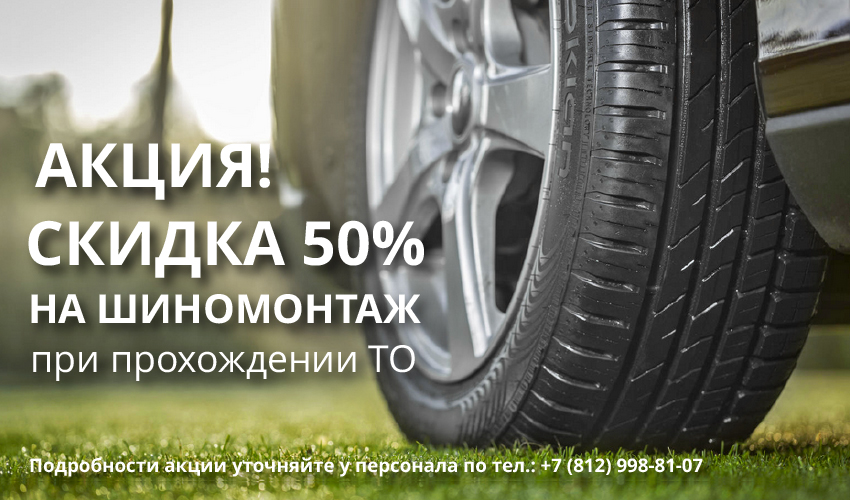 АКЦИЯ!
СКИДКА 50%
НА ШИНОМОНТАЖ
при прохождении ТО
Подробности акции уточняйте у персонала по тел.: +7 (812) 998-81-07